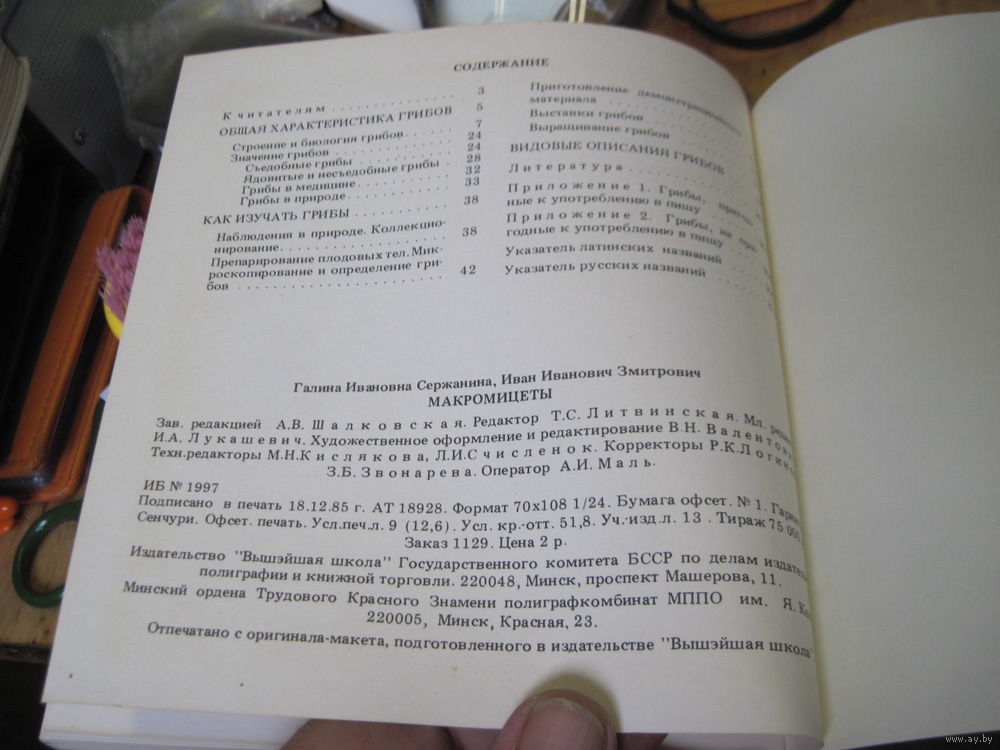 СОДЕРЖАНИЕ
К читателям . . . . . . . . . . . . . . . 3
ОБЩАЯ ХАРАКТЕРИСТИКА ГРИБОВ 5
Строение и биология грибов. . . . . . 7
Значение грибов . . . . . . . . . . . . . 24
Съедобные грибы . . . . . . . . . . . . 24
Ядовитые и несъедобные грибы . 28
Грибы в медицине. . . . . . . . . . . . 32
Грибы в природе. . . . . . . . . . . . . 33
КАК ИЗУЧАТЬ ГРИБЫ . . . . . . . . . . 38
Наблюдения в природе. Коллекцио-
нирование. . . . . . . . . . . . . . . . . . 38
Препарирование плодовых тел. Мик-
роскопирование и определение гри-
бов . . . . . . . . . . . . . . . . . . . . . . 42
Приготовление демонстрационного
материала . . . . . . . . . . .
Выставки грибов . . . . . . .
Выращивание грибов
ВИДОВЫЕ ОПИСАНИЯ ГРИБОВ
Литература . . . . . . . . . .
Приложение 1. Грибы, пригод-
ные к употреблению в пищу . . . .
Приложение 2. Грибы, не при-
годные к употреблению в пищу . . . .
Указатель латинских названий . . .
Указатель русских названий . . . .
Галина Ивановна Сержанина, Иван Иванович Змитрович
МАКРОМИЦЕТЫ
Зав. редакцией А.В. Шалковская. Редактор Т.С. Литвинская. Мл.
И.А. Лукашевич. Художественное оформление и редактирование В.Н.
Техн.редакторы М.Н.Кислякова, Л.И.Счисленок. Корректоры
З.Б. Звонарева. Оператор А.И. Маль.
ИБ № 1997
Подписано в печать 18.12.85 г. АТ 18928. Формат 70х108 1/24. Бумага офсет. № 1.
Сенчури. Офсет. печать. Усл.печ.л. 9 (12,6). Усл. кр.-отт. 51,8. Уч.-изд.л. 13 . Тираж 75 000
Заказ 1129. Цена 2 р.
Издательство "Вышэйшая школа" Государственного комитета БССР по делам
полиграфии и книжной торговли. 220048, Минск, проспект Машерова, 11.
Минский ордена Трудового Красного Знамени полиграфкомбинат МППО им. Я.
220005, Минск, Красная, 23.
Отпечатано с оригинала-макета, подготовленного в издательстве "Вышэйшая школа"
www.ay.by